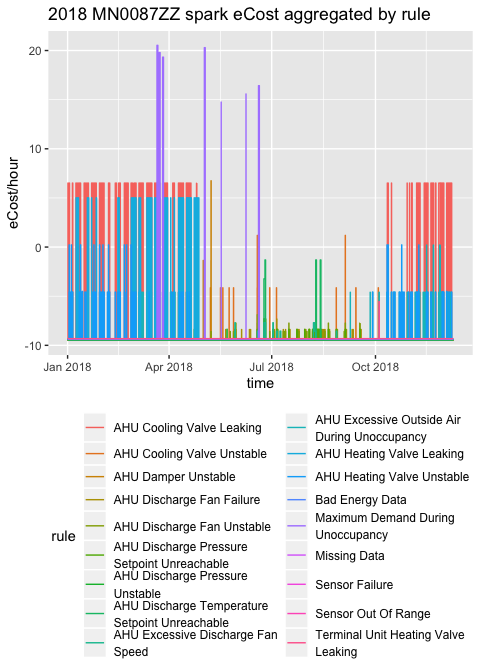 2018 MN0087ZZ spark eCost aggregated by rule
20
10
0
-10
eCost/hour
Jan 2018 Apr 2018 Jul 2018 Oct 2018
time
rule
AHU Cooling Valve Leaking
AHU Cooling Valve Unstable
AHU Damper Unstable
AHU Discharge Fan Failure
AHU Discharge Fan Unstable
AHU Discharge Pressure
Setpoint Unreachable
AHU Discharge Pressure
Unstable
AHU Discharge Temperature
Setpoint Unreachable
AHU Excessive Discharge Fan
Speed
AHU Excessive Outside Air
During Unoccupancy
AHU Heating Valve Leaking
AHU Heating Valve Unstable
Bad Energy Data
Maximum Demand During
Unoccupancy
Missing Data
Sensor Failure
Sensor Out Of Range
Terminal Unit Heating Valve
Leaking